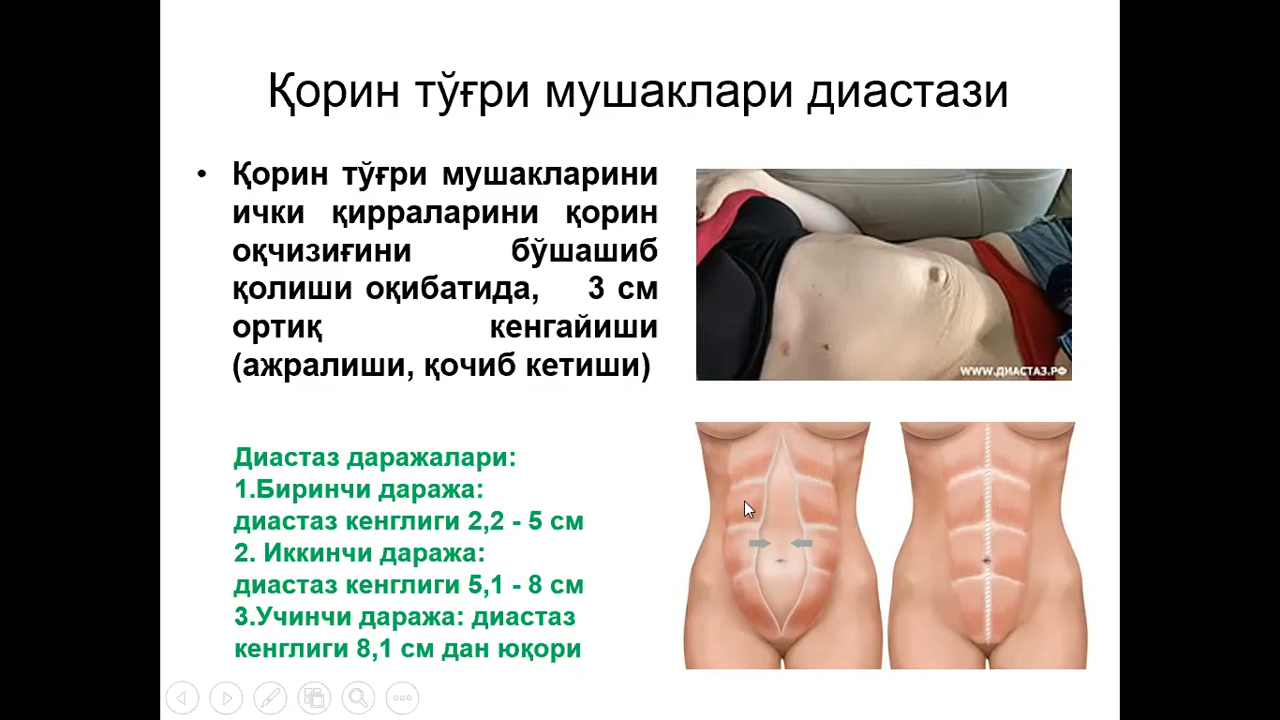 Қорин тўғри мушаклари диастази
• Қорин тўғри мушакларини
ички қирраларини қорин
оқчизиғини бўшашиб
қолиши оқибатида, 3 см
ортиқ кенгайиши
(ажралиши, қочиб кетиши)
WWW.ДИАСТАЗ.РФ
Диастаз даражалари:
1.Биринчи даража:
диастаз кенглиги 2,2 - 5 см
2. Иккинчи даража:
диастаз кенглиги 5,1 - 8 см
3.Учинчи даража: диастаз
кенглиги 8,1 см дан юқори